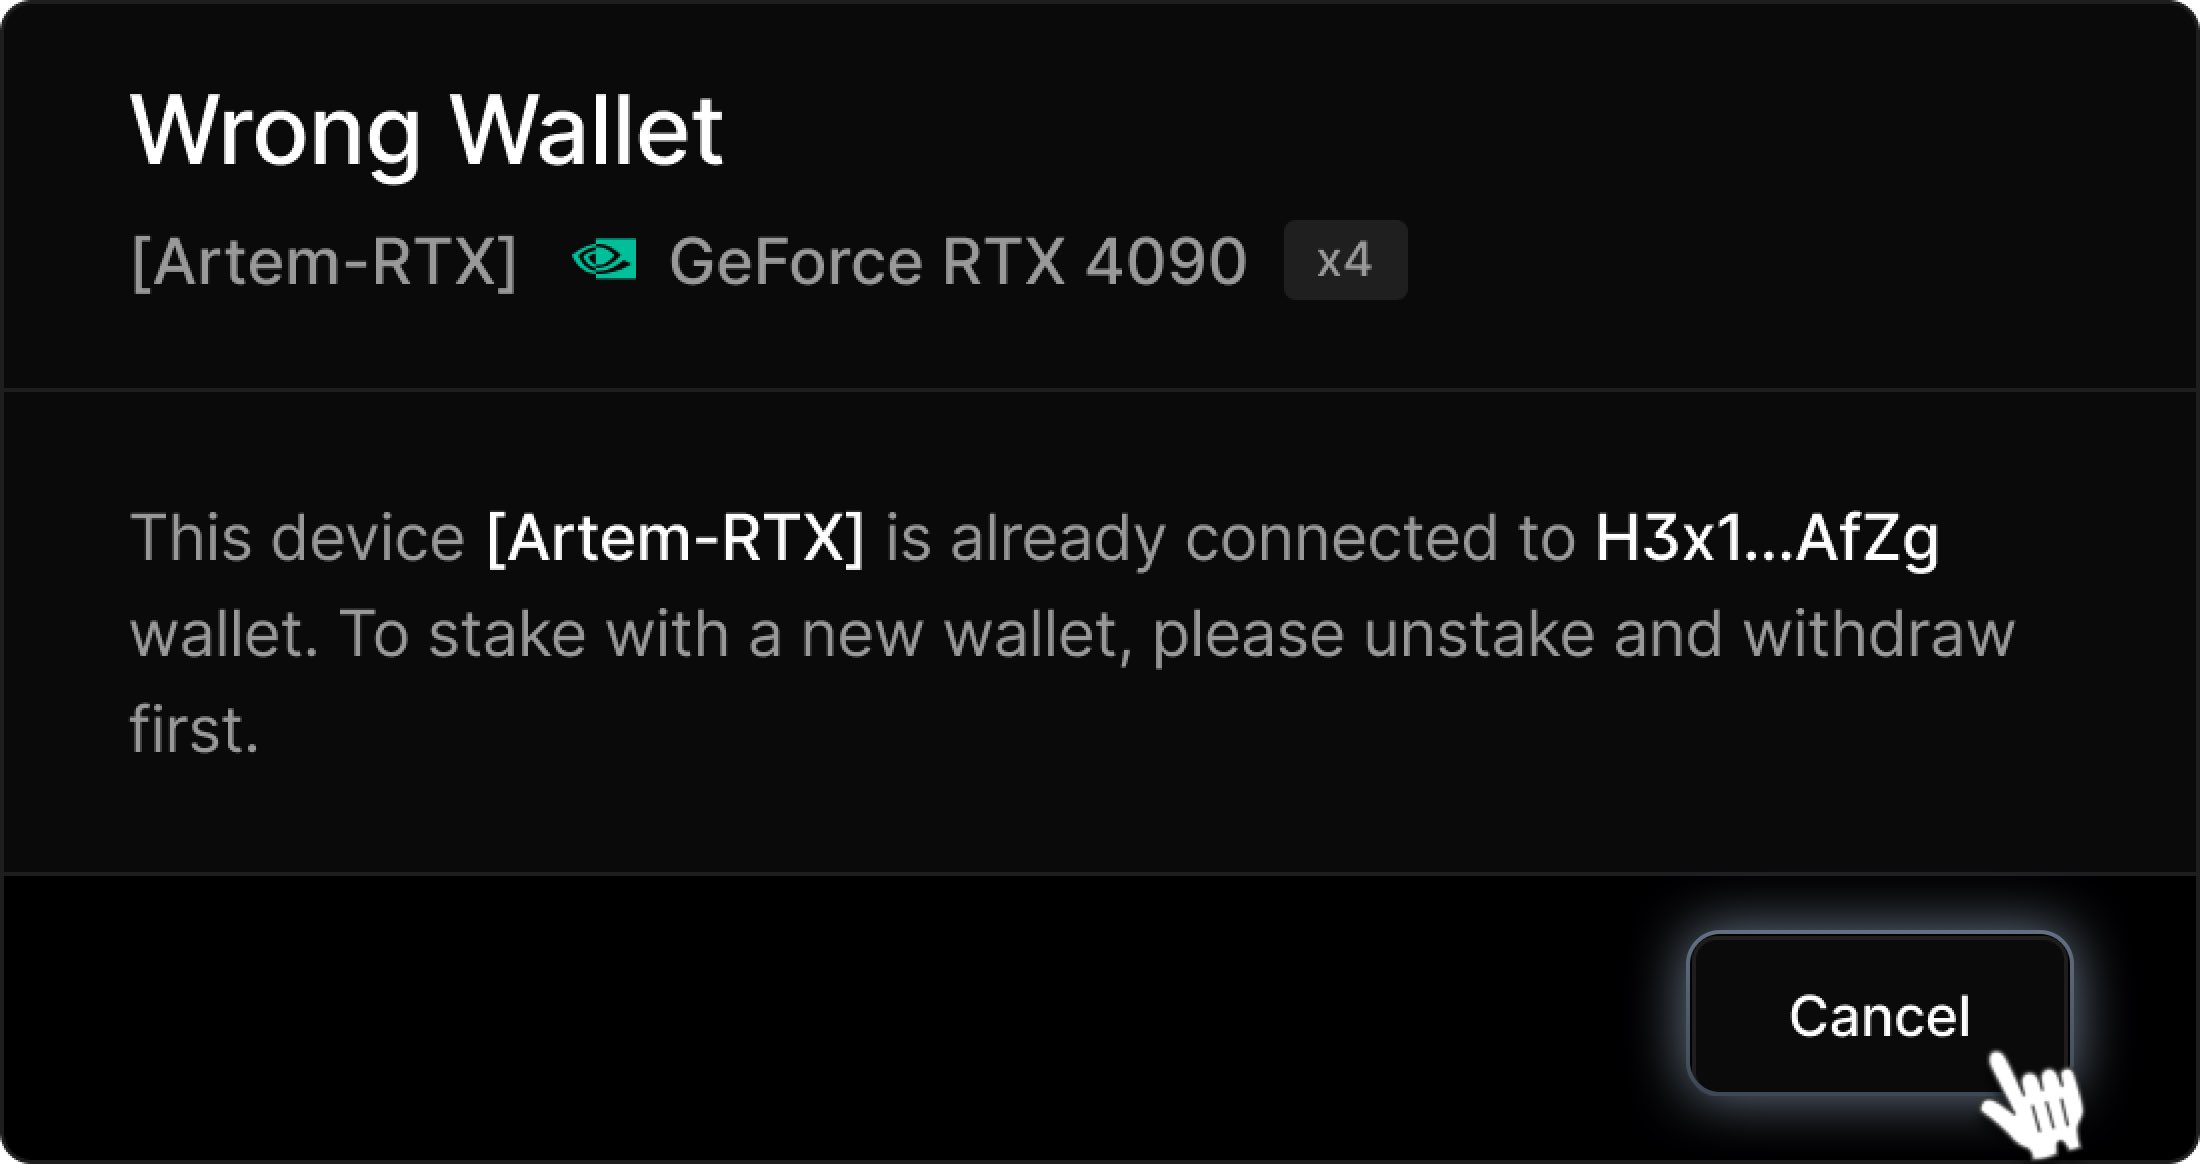 Wrong Wallet
[Artem-RTX] GeForce RTX 4090 x4
This device [Artem-RTX] is already connected to H3x1...AfZg
wallet. To stake with a new wallet, please unstake and withdraw
first.
Cancel